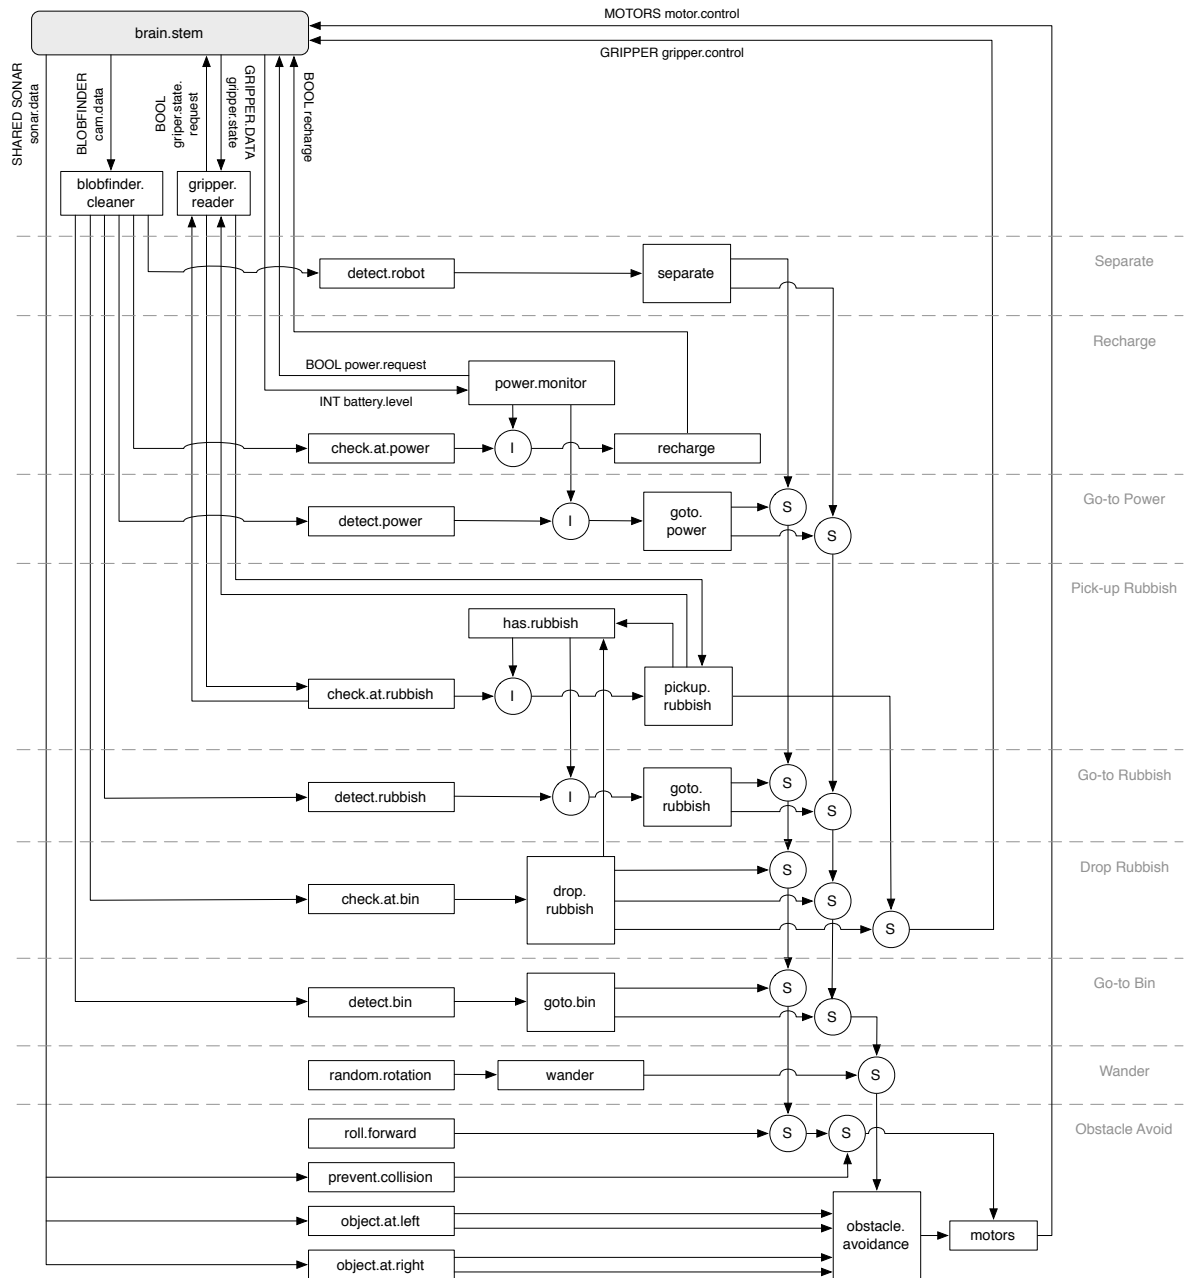 MOTORS motor.control
brain.stem
GRIPPER gripper.control
SHARED SONAR
sonar.data
BLOBFINDER
cam.data
BOOL
griper.state.
request
GRIPPER.DATA
gripper.state
BOOL recharge
blobfinder.
cleaner
gripper.
reader
Separate
detect.robot
separate
Recharge
BOOL power.request
power.monitor
INT battery.level
check.at.power
I
recharge
Go-to Power
detect.power
I
goto.
power
S
S
Pick-up Rubbish
has.rubbish
check.at.rubbish
I
pickup.
rubbish
Go-to Rubbish
detect.rubbish
I
goto.
rubbish
S
S
Drop Rubbish
check.at.bin
drop.
rubbish
S
S
S
Go-to Bin
detect.bin
goto.bin
S
S
Wander
random.rotation
wander
S
Obstacle Avoid
roll.forward
S
S
prevent.collision
object.at.left
obstacle.
avoidance
motors
object.at.right